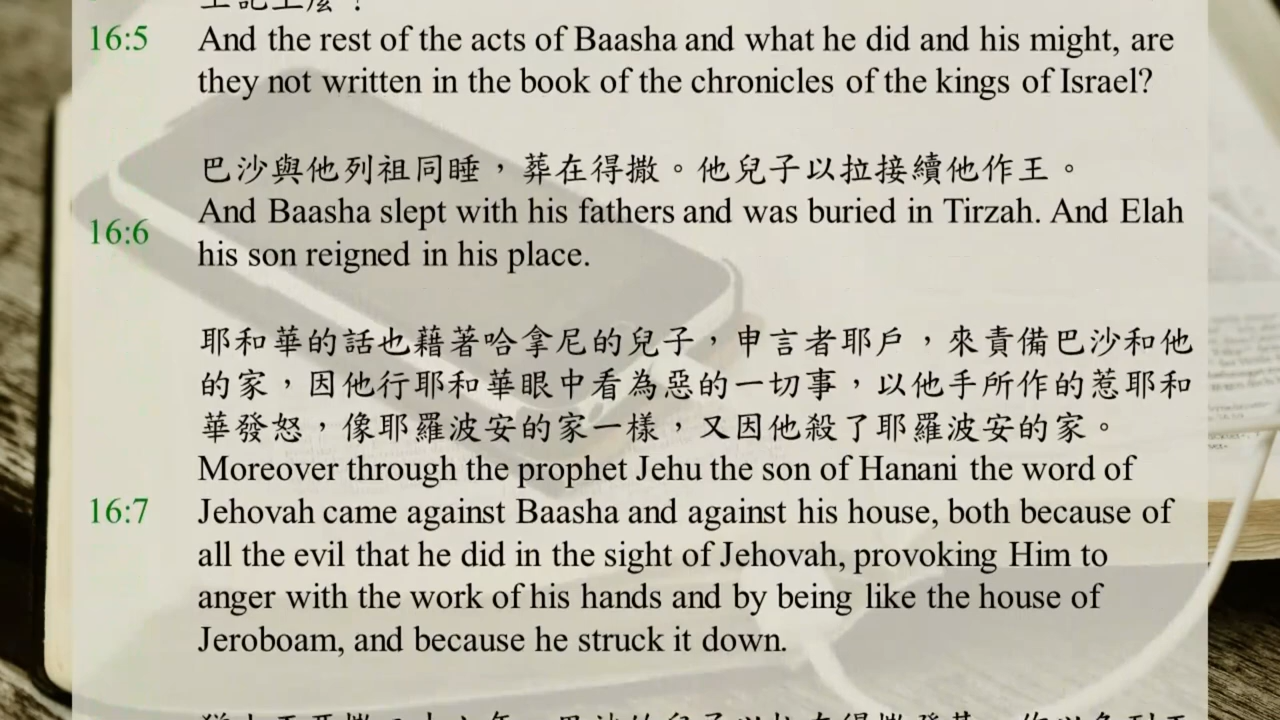 16:5
And the rest of the acts of Baasha and what he did and his might, are
they not written in the book of the chronicles of the kings of Israel?
巴沙與他列祖同睡，葬在得撒。他兒子以拉接續他作王。
16:6
And Baasha slept with his fathers and was buried in Tirzah. And Elah
his son reigned in his place.
耶和華的話也藉著哈拿尼的兒子，申言者耶戶，來責備巴沙和他
的家，因他行耶和華眼中看為惡的一切事，以他手所作的惹耶和
華發怒，像耶羅波安的家一樣，又因他殺了耶羅波安的家。
16:7
Moreover through the prophet Jehu the son of Hanani the word of
Jehovah came against Baasha and against his house, both because of
all the evil that he did in the sight of Jehovah, provoking Him to
anger with the work of his hands and by being like the house of
Jeroboam, and because he struck it down.